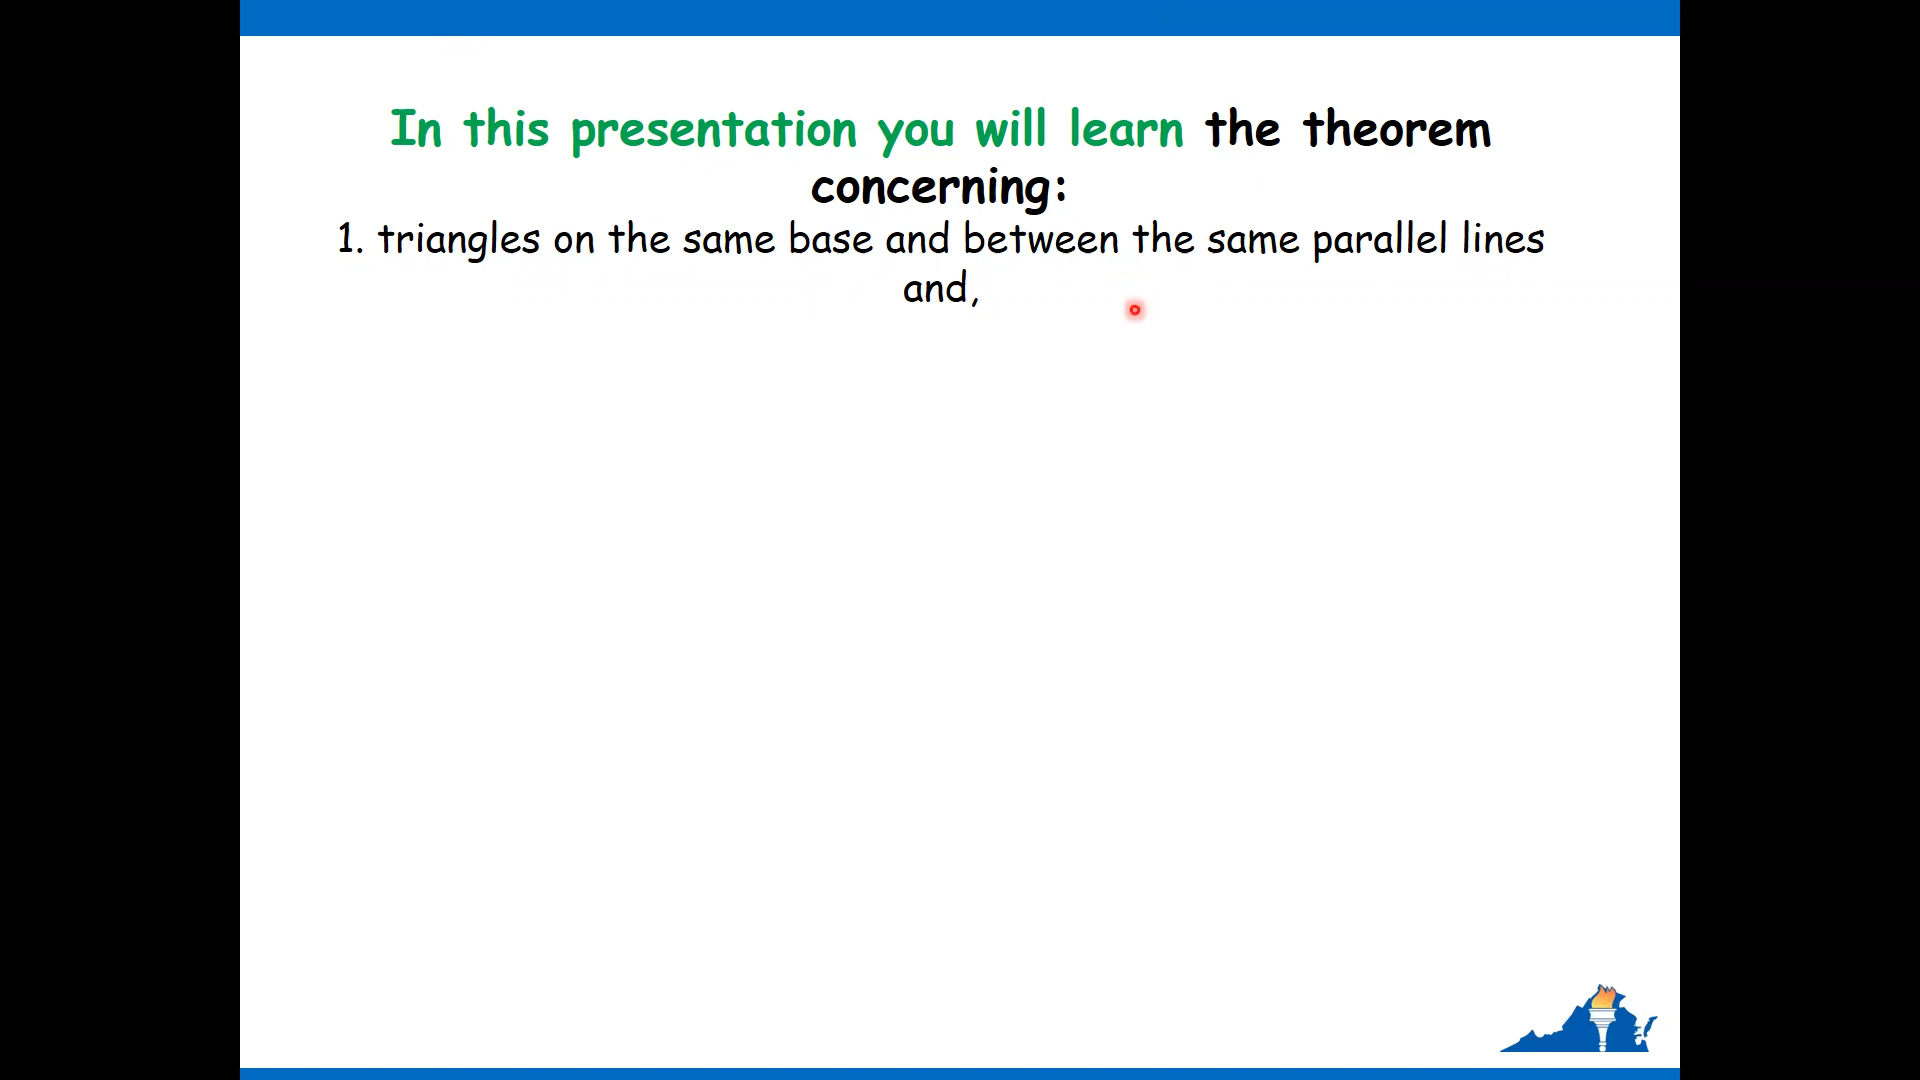 In this presentation you will learn the theorem
concerning:
1. triangles on the same base and between the same parallel lines
and,